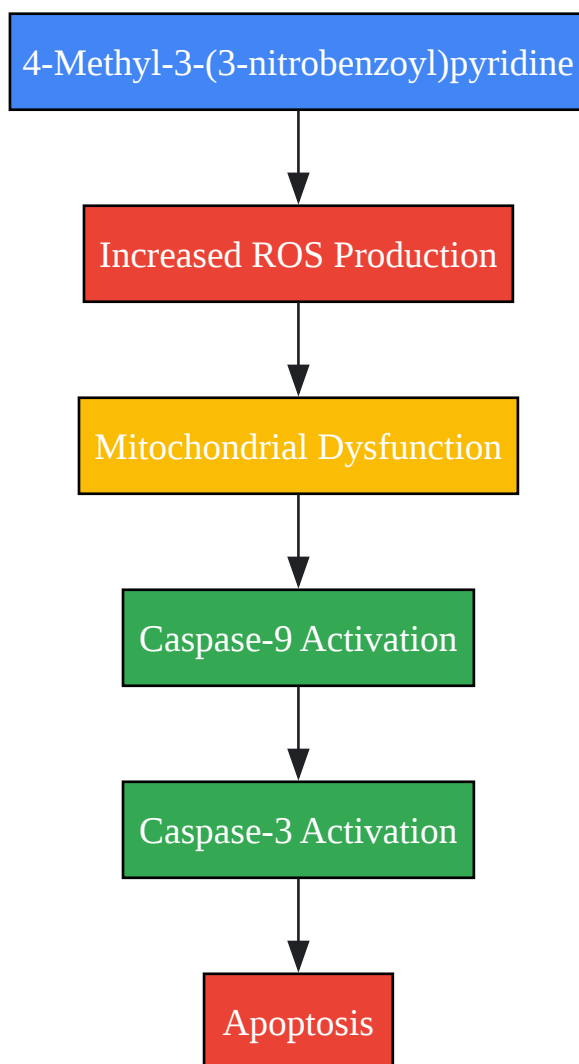 4-Methyl-3-(3-nitrobenzoyl)pyridine
Increased ROS Production
Mitochondrial Dysfunction
Caspase-9 Activation
Caspase-3 Activation
Apoptosis